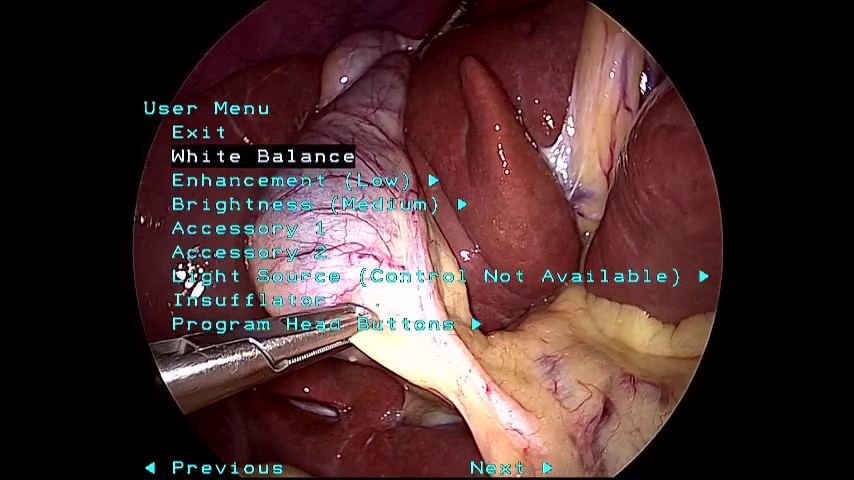 User Menu
Exit
White Balance
Enhancement (Low) ▶
Brightness (Medium) ▶
Accessory 1
Accessory 2
Light Source (Control Not Available) ▶
Insufflator
Program Head Buttons ▶
◀ Previous Next ▶